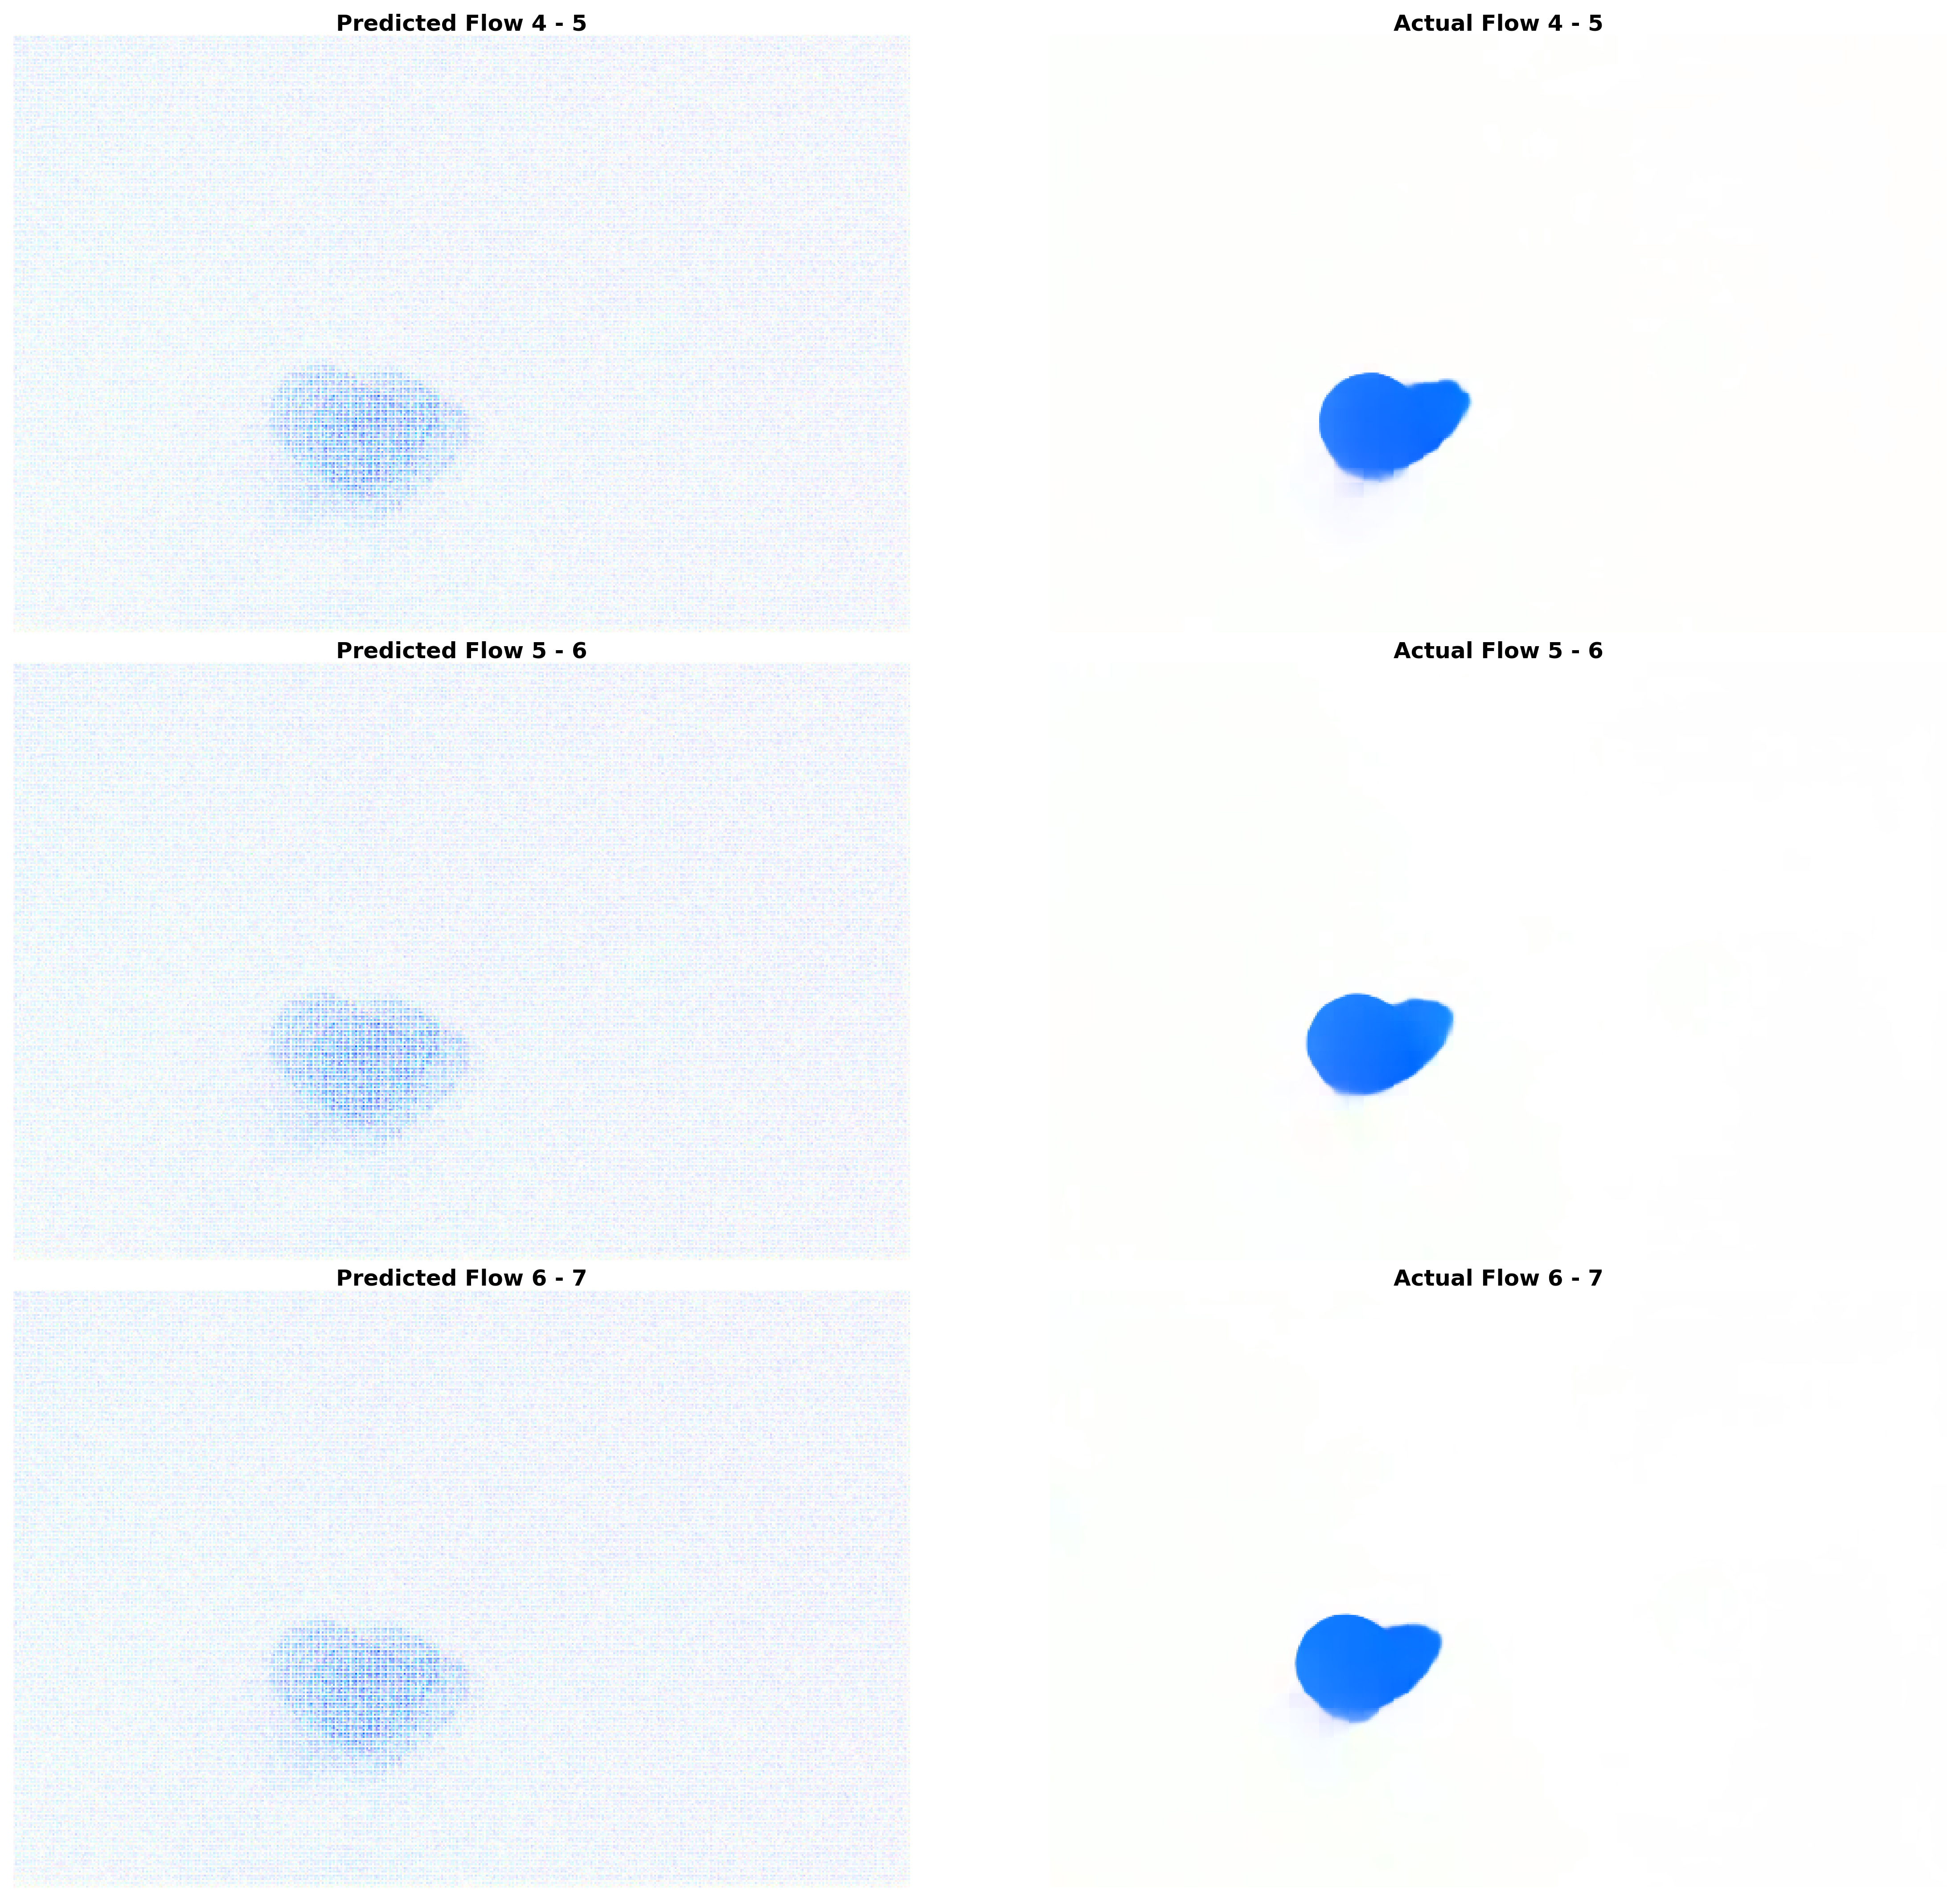 Predicted Flow 4 - 5
Actual Flow 4 - 5
Predicted Flow 5 - 6
Actual Flow 5 - 6
Predicted Flow 6 - 7
Actual Flow 6 - 7